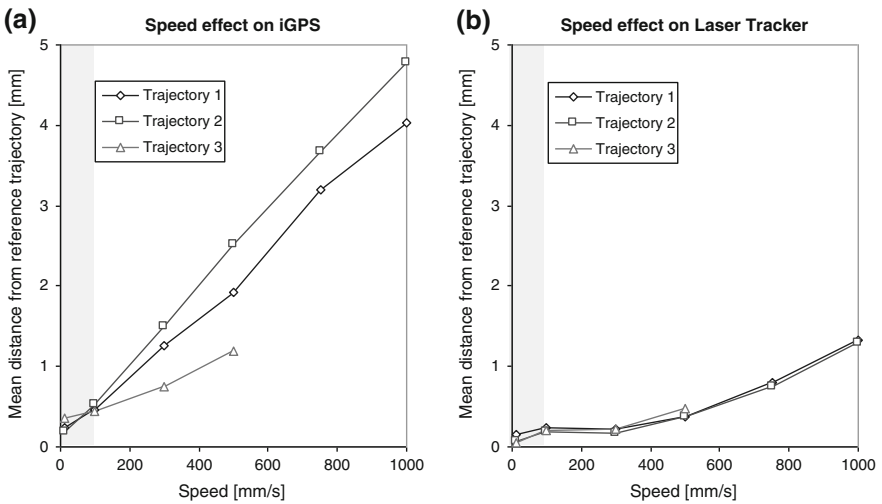 (a)
Speed effect on iGPS
Mean distance from reference trajectory [mm]
5
4
3
2
1
0
Trajectory 1
Trajectory 2
Trajectory 3
0 200 400 600 800 1000
Speed [mm/s]
(b)
Speed effect on Laser Tracker
Mean distance from reference trajectory [mm]
5
4
3
2
1
0
Trajectory 1
Trajectory 2
Trajectory 3
0 200 400 600 800 1000
Speed [mm/s]